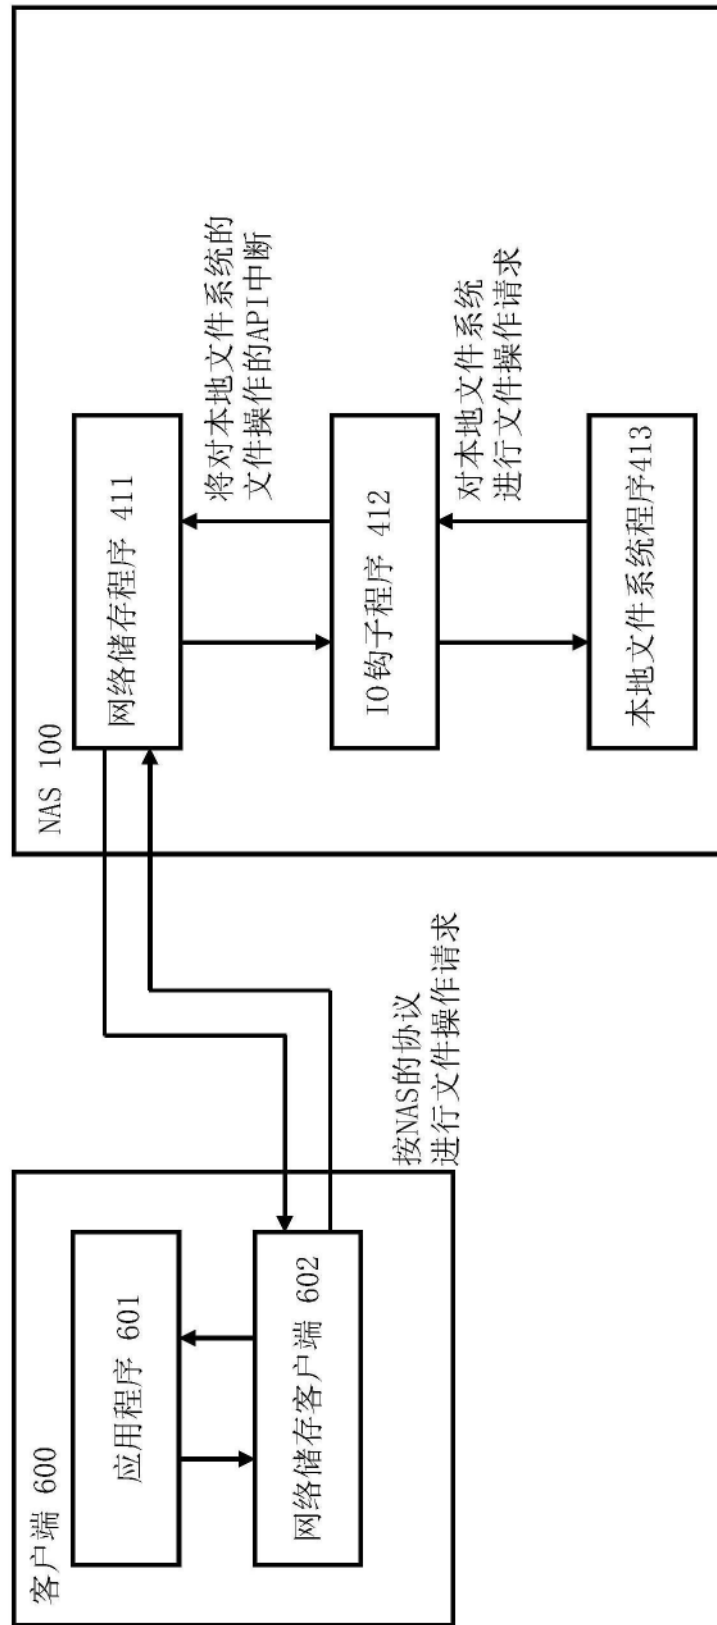 客户端 600
应用程序 601
网络储存客户端 602
按NAS的协议
进行文件操作请求
NAS 100
网络储存程序 411
将对本地文件系统的
文件操作的API中断
IO钩子程序 412
对本地文件系统
进行文件操作请求
本地文件系统程序413